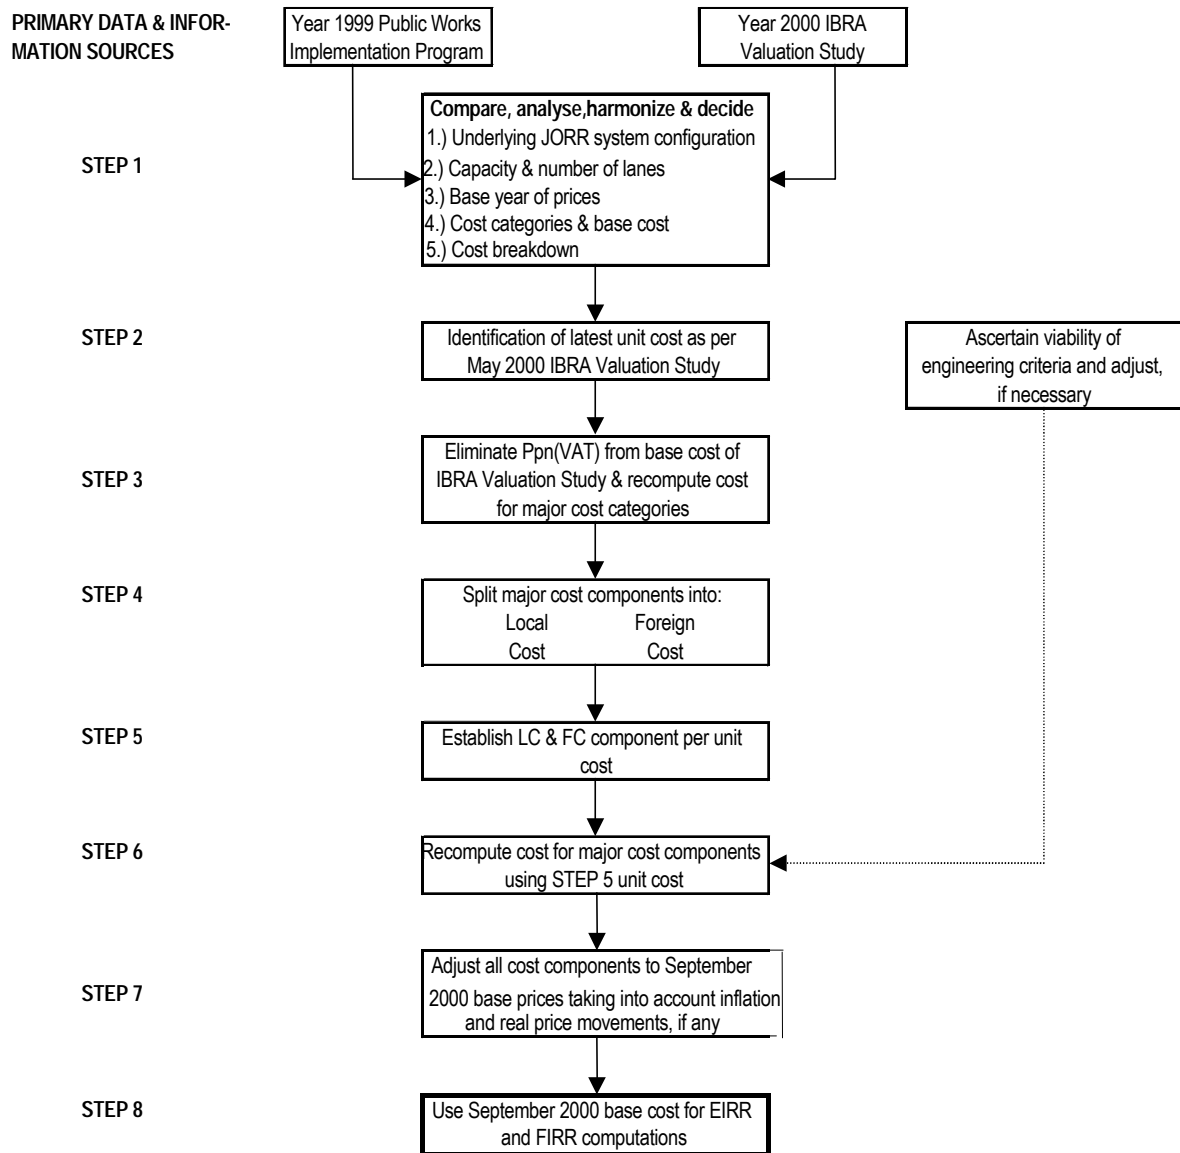 PRIMARY DATA & INFOR-
MATION SOURCES
Year 1999 Public Works
Implementation Program
Year 2000 IBRA
Valuation Study
STEP 1
Compare, analyse,harmonize & decide
1.) Underlying JORR system configuration
2.) Capacity & number of lanes
3.) Base year of prices
4.) Cost categories & base cost
5.) Cost breakdown
STEP 2
Identification of latest unit cost as per
May 2000 IBRA Valuation Study
Ascertain viability of
engineering criteria and adjust,
if necessary
STEP 3
Eliminate Ppn(VAT) from base cost of
IBRA Valuation Study & recompute cost
for major cost categories
STEP 4
Split major cost components into:
Local Foreign
Cost Cost
STEP 5
Establish LC & FC component per unit
cost
STEP 6
Recompute cost for major cost components
using STEP 5 unit cost
STEP 7
Adjust all cost components to September
2000 base prices taking into account inflation
and real price movements, if any
STEP 8
Use September 2000 base cost for EIRR
and FIRR computations